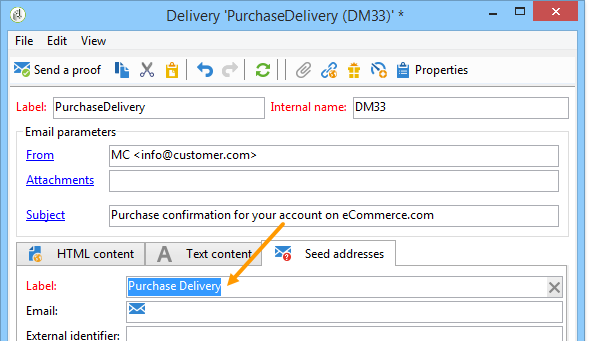 Delivery 'PurchaseDelivery (DM33)' *
File Edit View
Send a proof Properties
Label: PurchaseDelivery Internal name: DM33
Email parameters
From MC <info@customer.com>
Attachments
Subject Purchase confirmation for your account on eCommerce.com
HTML content Text content Seed addresses
Label: Purchase Delivery
Email:
External identifier: